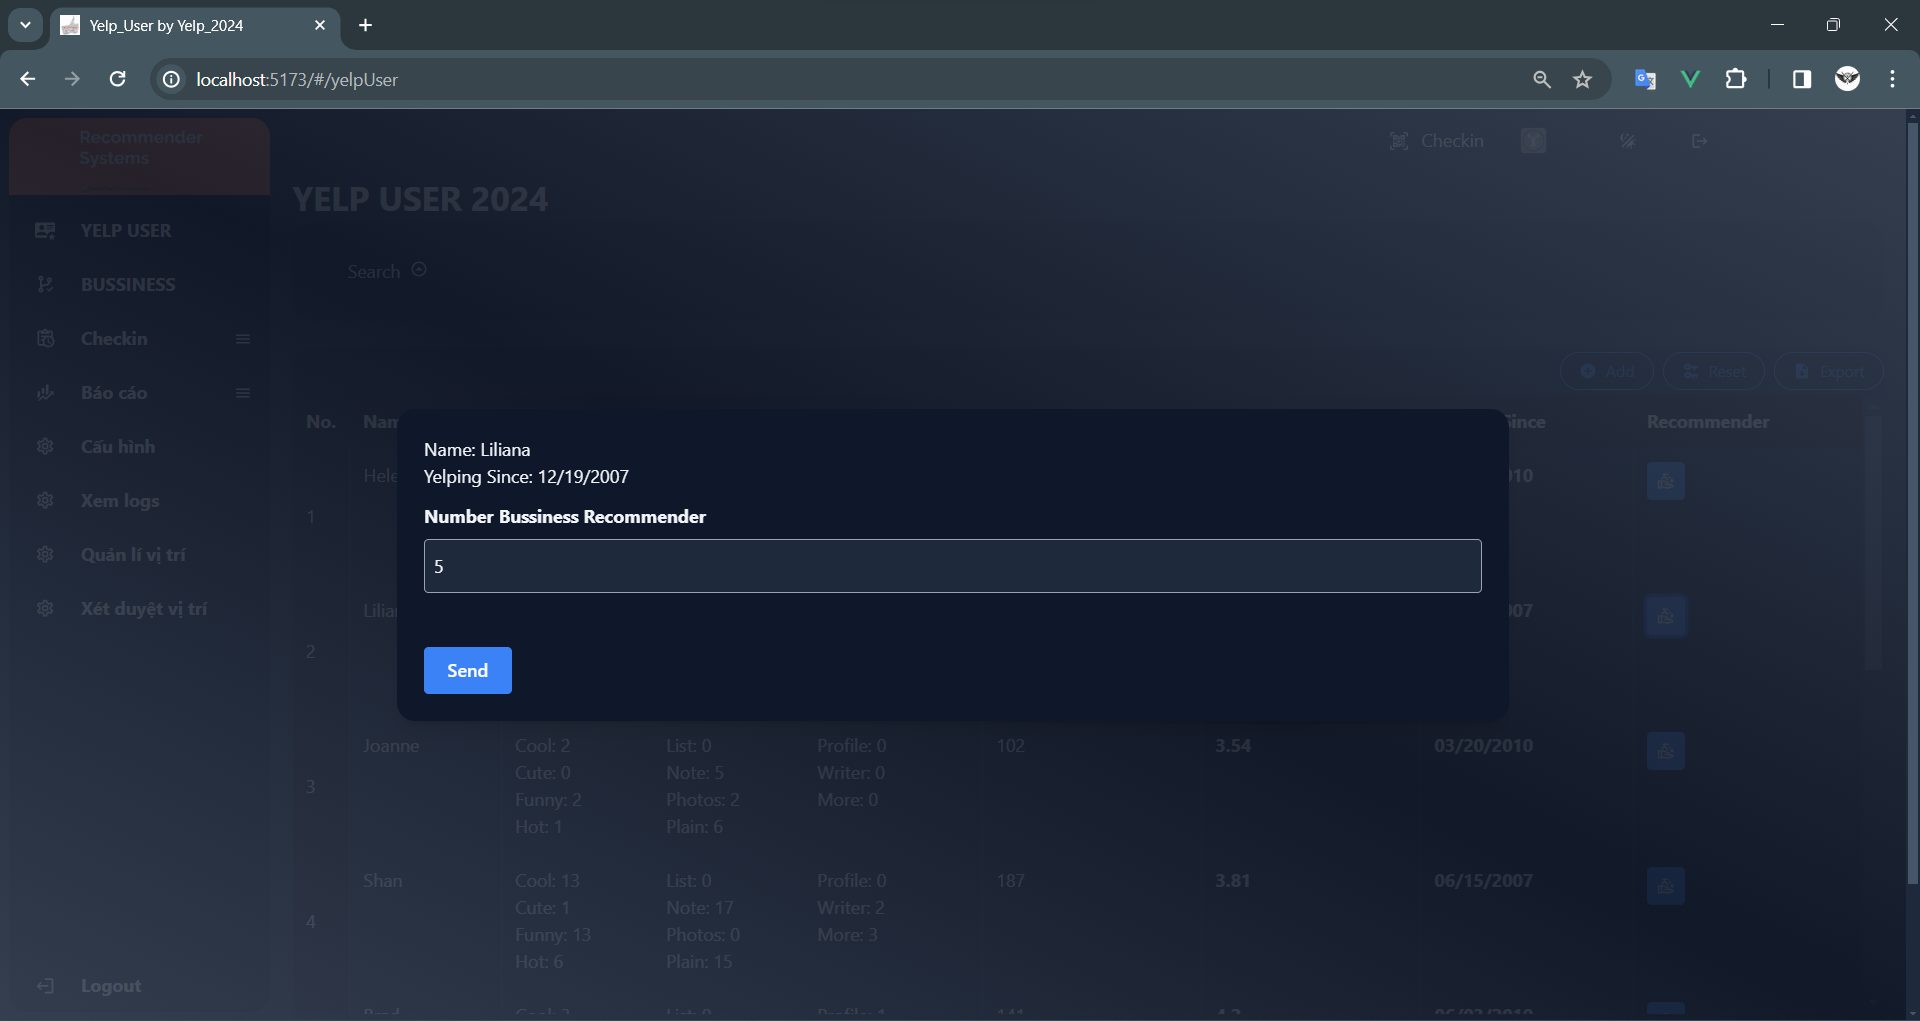 Yelp_User by Yelp_2024
localhost:5173/#/yelpUser
Recommender
Systems
Checkin
YELP USER 2024
YELP USER
Search
BUSSINESS
Checkin
Add
Reset
Export
Báo cáo
No.
Recommender
Cấu hình
Name: Liliana
Yelping Since: 12/19/2007
Xem logs
1
Number Bussiness Recommender
Quản lí vị trí
5
Xét duyệt vị trí
2
Send
Joanne
Cool: 2
List: 0
Profile: 0
102
3.54
03/20/2010
Cute: 0
Note: 5
Writer: 0
3
Funny: 2
Photos: 2
More: 0
Hot: 1
Plain: 6
Shan
Cool: 13
List: 0
Profile: 0
187
3.81
06/15/2007
Cute: 1
Note: 17
Writer: 2
4
Funny: 13
Photos: 0
More: 3
Hot: 6
Plain: 15
Logout